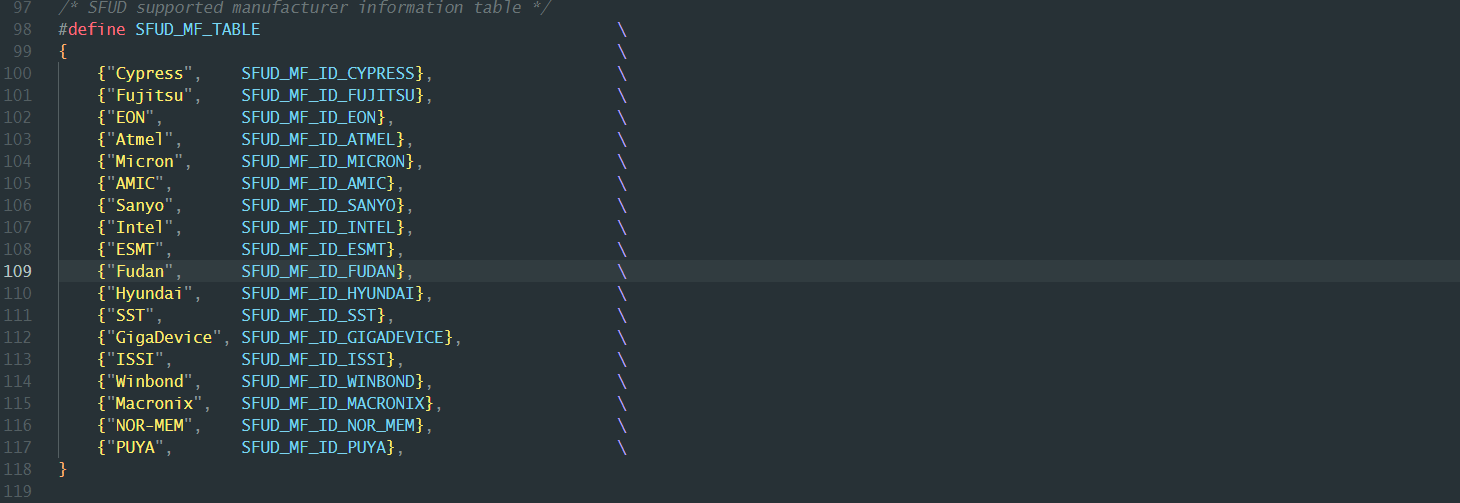 97 /* SFUD supported manufacturer information table */
98 #define SFUD_MF_TABLE \
99 { \
100 {"Cypress", SFUD_MF_ID_CYPRESS}, \
101 {"Fujitsu", SFUD_MF_ID_FUJITSU}, \
102 {"EON", SFUD_MF_ID_EON}, \
103 {"Atmel", SFUD_MF_ID_ATMEL}, \
104 {"Micron", SFUD_MF_ID_MICRON}, \
105 {"AMIC", SFUD_MF_ID_AMIC}, \
106 {"Sanyo", SFUD_MF_ID_SANYO}, \
107 {"Intel", SFUD_MF_ID_INTEL}, \
108 {"ESMT", SFUD_MF_ID_ESMT}, \
109 {"Fudan", SFUD_MF_ID_FUDAN}, \
110 {"Hyundai", SFUD_MF_ID_HYUNDAI}, \
111 {"SST", SFUD_MF_ID_SST}, \
112 {"GigaDevice", SFUD_MF_ID_GIGADEVICE}, \
113 {"ISSI", SFUD_MF_ID_ISSI}, \
114 {"Winbond", SFUD_MF_ID_WINBOND}, \
115 {"Macronix", SFUD_MF_ID_MACRONIX}, \
116 {"NOR-MEM", SFUD_MF_ID_NOR_MEM}, \
117 {"PUYA", SFUD_MF_ID_PUYA}, \
118 }
119